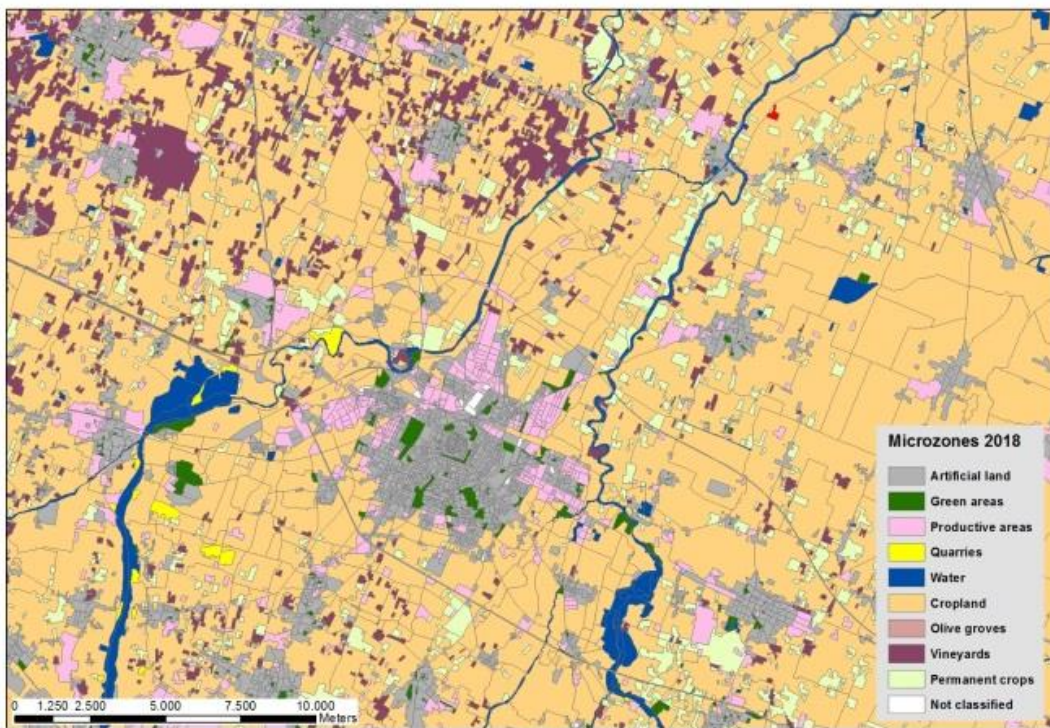 Microzones 2018
Artificial land
Green areas
Productive areas
Quarries
Water
Cropland
Olive groves
Vineyards
Permanent crops
Not classified
0 1.250 2.500 5.000 7.500 10.000
Meters